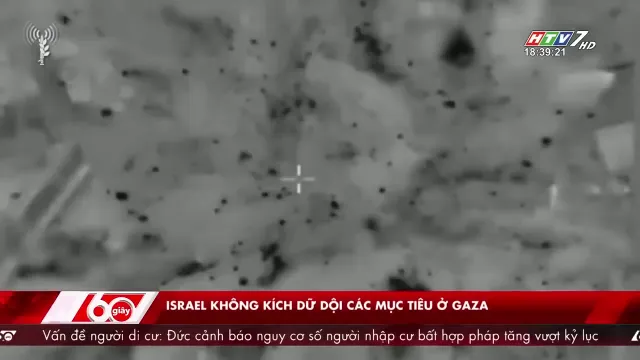 HTV7 HD
18:39:21
60 giây
ISRAEL KHÔNG KÍCH DỮ DỘI CÁC MỤC TIÊU Ở GAZA
Vấn đề người di cư: Đức cảnh báo nguy cơ số người nhập cư bất hợp pháp tăng vượt kỷ lục